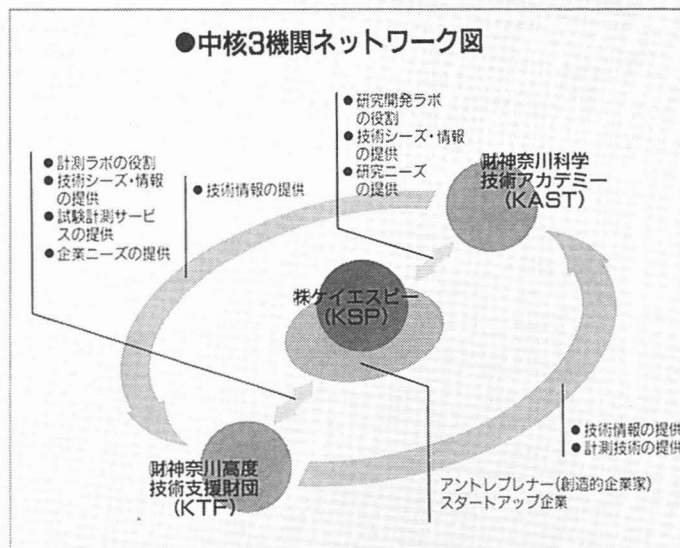 ●中核3機関ネットワーク図
●研究開発ラボ
の役割
●技術シーズ・情報
の提供
●研究ニーズ
の提供
●計測ラボの役割
●技術シーズ・情報
の提供
●試験計測サービ
スの提供
●企業ニーズの提供
●技術情報の提供
財神奈川科学
技術アカデミー
(KAST)
株ケイエスピー
(KSP)
財神奈川高度
技術支援財団
(KTF)
●技術情報の提供
●計測技術の提供
アントレプレナー(創造的企業家)
スタートアップ企業